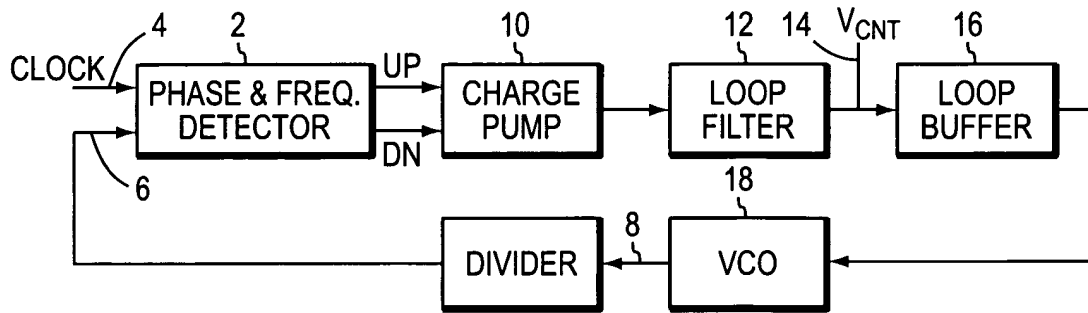 4
2
10
12
14
V_CNT
16
CLOCK
PHASE & FREQ.
DETECTOR
UP
DN
CHARGE
PUMP
LOOP
FILTER
LOOP
BUFFER
6
18
8
DIVIDER
VCO